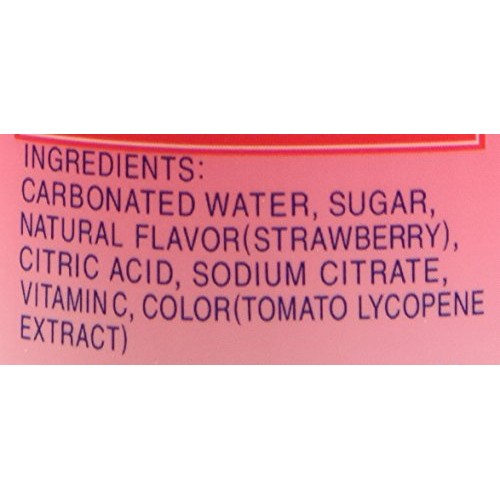 INGREDIENTS:
CARBONATED WATER, SUGAR,
NATURAL FLAVOR(STRAWBERRY),
CITRIC ACID, SODIUM CITRATE,
VITAMIN C, COLOR(TOMATO LYCOPENE
EXTRACT)